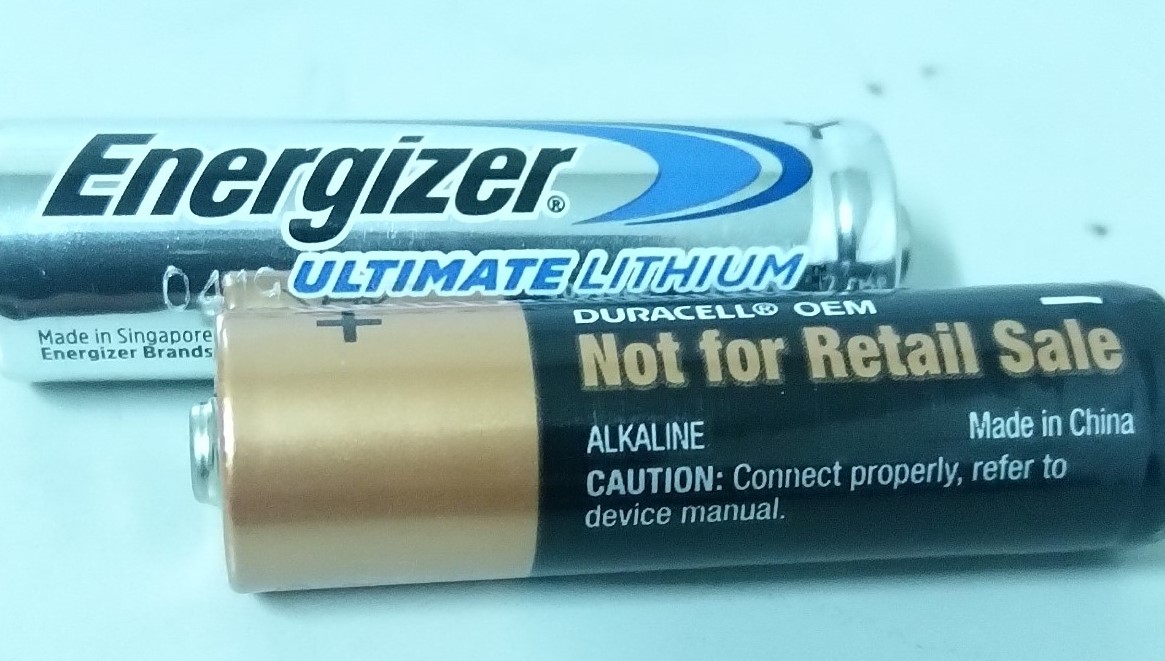 Energizer®
ULTIMATE LITHIUM
Made in Singapore
Energizer Brands
+
DURACELL® OEM
Not for Retail Sale
ALKALINE
Made in China
CAUTION: Connect properly, refer to
device manual.